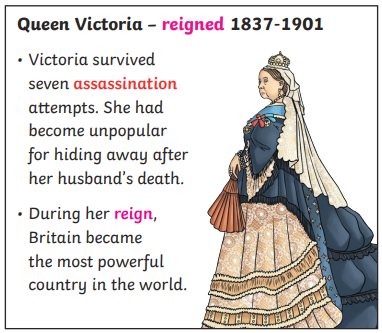 Queen Victoria – reigned 1837-1901
• Victoria survived
seven assassination
attempts. She had
become unpopular
for hiding away after
her husband’s death.
• During her reign,
Britain became
the most powerful
country in the world.